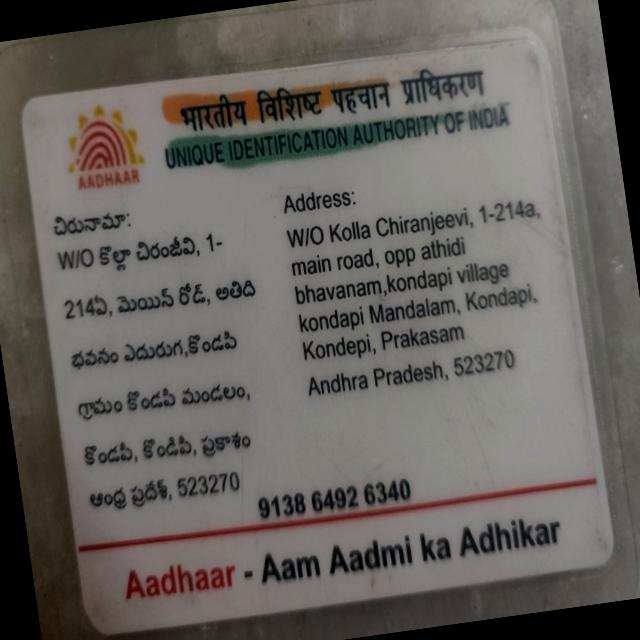 भारतीय विशिष्ट पहचान प्राधिकरण
UNIQUE IDENTIFICATION AUTHORITY OF INDIA
AADHAAR
చిరునామా:
W/O కొల్లా చిరంజీవి, 1-
214ఏ, మెయిన్ రోడ్, అతిది
భవనం ఎదురుగ,కొండపి
గ్రామం కొండపి మండలం,
కొండపి, కొండెపి, ప్రకాశం
ఆంధ్ర ప్రదేశ్, 523270
Address:
W/O Kolla Chiranjeevi, 1-214a,
main road, opp athidi
bhavanam,kondapi village
kondapi Mandalam, Kondapi,
Kondepi, Prakasam
Andhra Pradesh, 523270
9138 6492 6340
Aadhaar - Aam Aadmi ka Adhikar